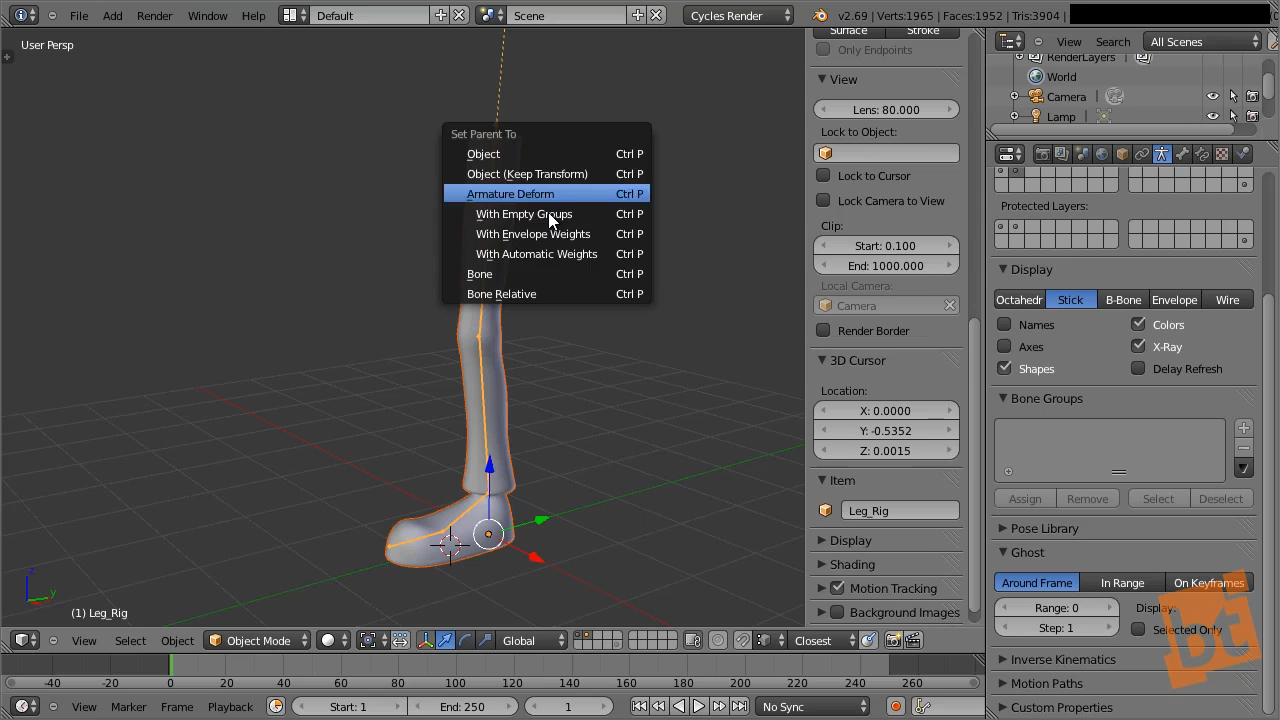 File Add Render Window Help Default Scene Cycles Render v2.69 | Verts:1965 | Faces:1952 | Tris:3904
User Persp
Set Parent To
Object Ctrl P
Object (Keep Transform) Ctrl P
Armature Deform Ctrl P
With Empty Groups Ctrl P
With Envelope Weights Ctrl P
With Automatic Weights Ctrl P
Bone Ctrl P
Bone Relative Ctrl P
z
y
(1) Leg_Rig
Surface Stroke
Only Endpoints
View
Lens: 80.000
Lock to Object:
Lock to Cursor
Lock Camera to View
Clip:
Start: 0.100
End: 1000.000
Local Camera:
Camera
Render Border
3D Cursor
Location:
X: 0.0000
Y: -0.5352
Z: 0.0015
Item
Leg_Rig
Display
Shading
Motion Tracking
Background Images
View Search All Scenes
RenderLayers
World
Camera
Lamp
Protected Layers:
Display
Octahedr Stick B-Bone Envelope Wire
Names Colors
Axes X-Ray
Shapes Delay Refresh
Bone Groups
Assign Remove Select Deselect
Pose Library
Ghost
Around Frame In Range On Keyframes
Range: 0 Display:
Step: 1 Selected Only
Inverse Kinematics
Motion Paths
Custom Properties
bt
View Select Object Object Mode Global Closest
-40 -20 0 20 40 60 80 100 120 140 160 180 200 220 240 260
View Marker Frame Playback Start: 1 End: 250 1 No Sync